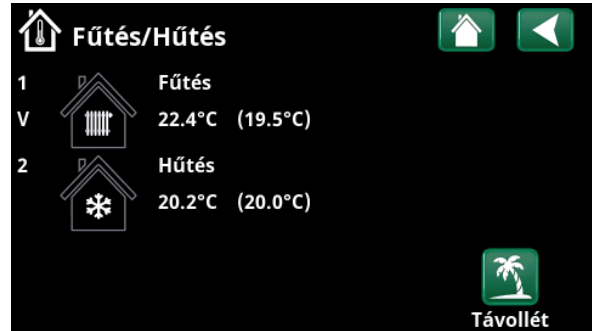 Fűtés/Hűtés
1 Fűtés
V 22.4°C (19.5°C)
2 Hűtés
20.2°C (20.0°C)
Távollét